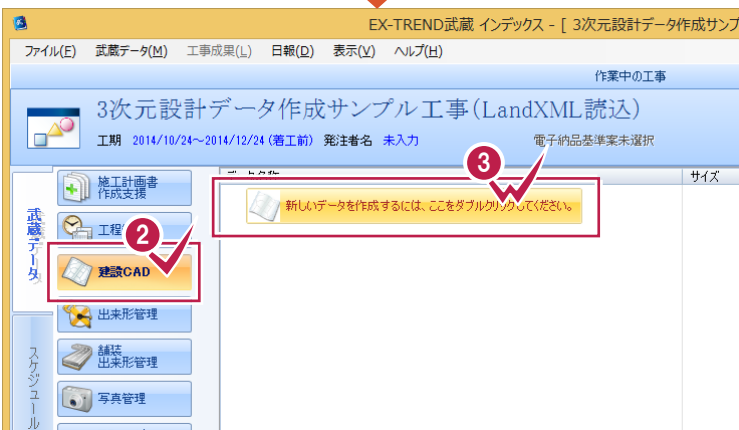 EX-TREND武蔵 インデックス - [ 3次元設計データ作成サンプ
ファイル(F) 武蔵データ(M) 工事成果(L) 日報(D) 表示(V) ヘルプ(H)
作業中の工事
3次元設計データ作成サンプル工事(LandXML読込)
工期 2014/10/24～2014/12/24 (着工前) 発注者名 未入力 電子納品基準案未選択
武蔵データ
スケジュール
施工計画書
作成支援
工程
2
建設CAD
出来形管理
舗装
出来形管理
写真管理
サイズ
3
新しいデータを作成するには、ここをダブルクリックしてください。